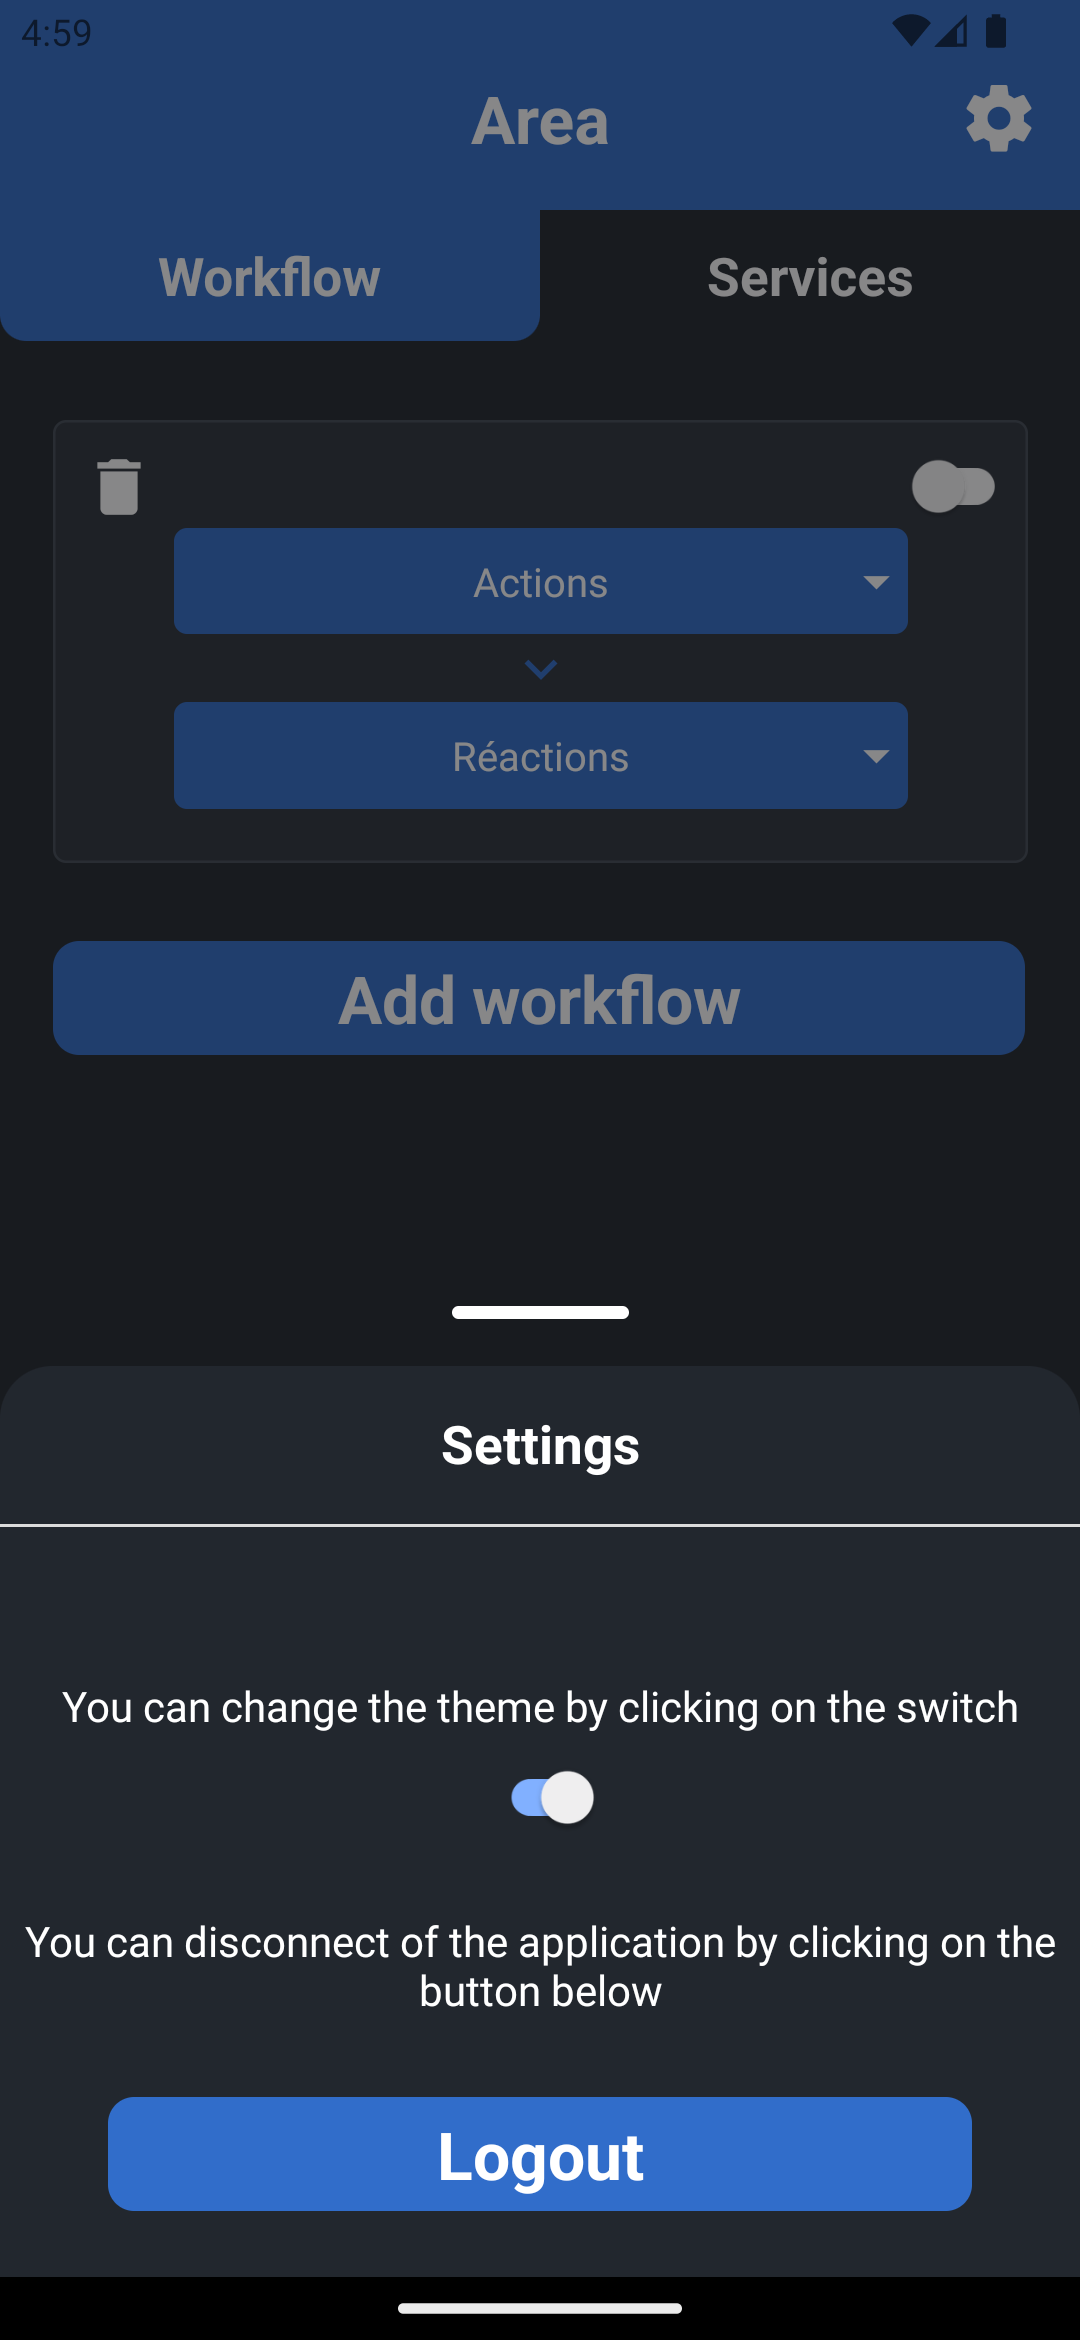 4:59
Area
Workflow
Services
Actions
Réactions
Add workflow
Settings
You can change the theme by clicking on the switch
You can disconnect of the application by clicking on the
button below
Logout